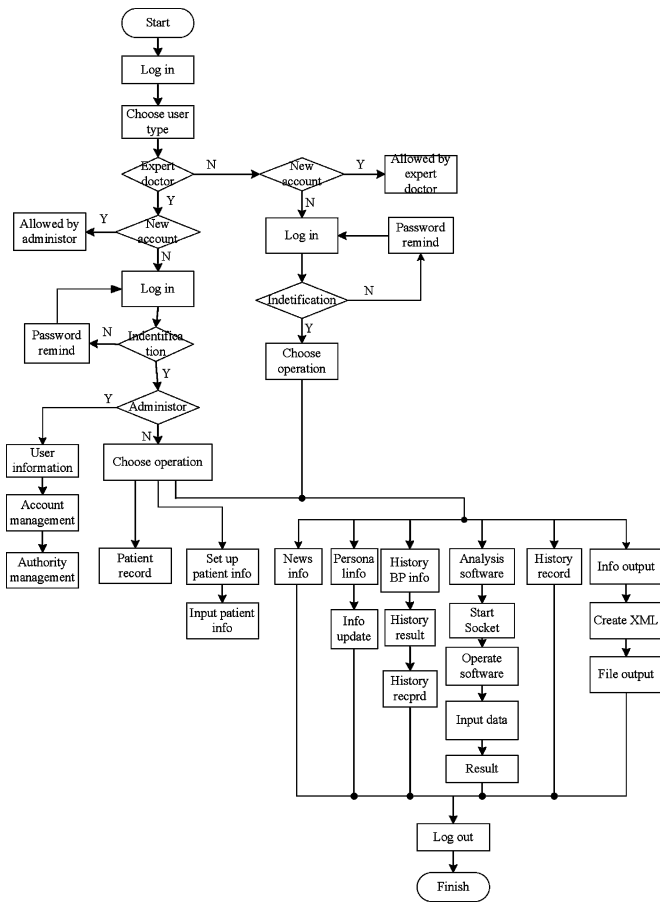 Start
Log in
Choose user
type
Expert
doctor
N
New
account
Y
Allowed by
expert
doctor
Y
N
Allowed by
administor
Y
New
account
Log in
Password
remind
N
Log in
Indetification
N
Password
remind
N
Indentifica
tion
Y
Choose
operation
Y
Y
Administor
N
User
information
Choose operation
Account
management
Authority
management
Patient
record
Set up
patient info
Input patient
info
News
info
Persona
linfo
Info
update
History
BP info
History
result
History
recprd
Analysis
software
Start
Socket
Operate
software
Input data
Result
History
record
Info output
Create XML
File output
Log out
Finish